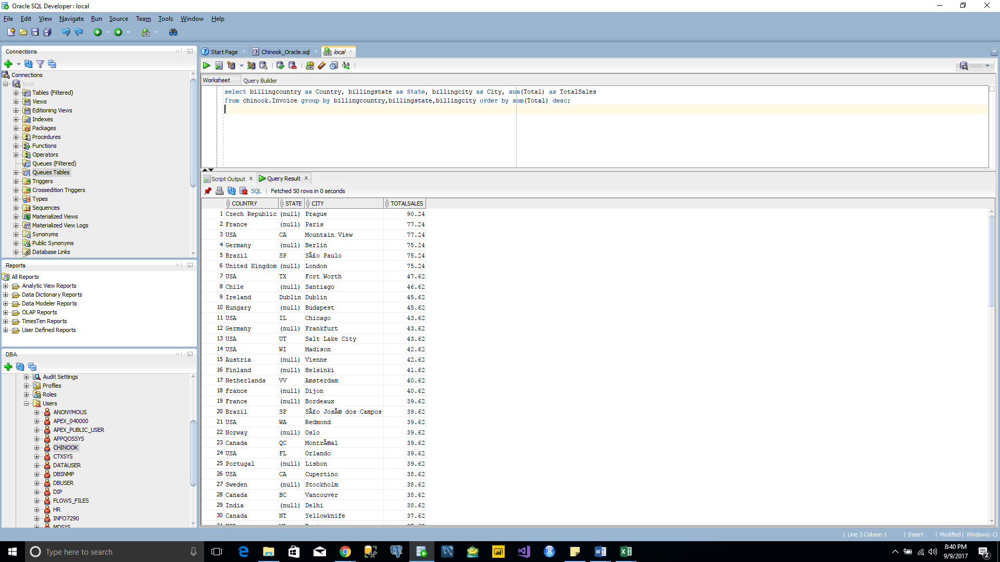 Oracle SQL Developer : local
File Edit View Navigate Run Source Team Tools Window Help
Connections
Connections
local
Tables (Filtered)
Views
Editioning Views
Indexes
Packages
Procedures
Functions
Operators
Queues (Filtered)
Queues Tables
Triggers
Crossedition Triggers
Types
Sequences
Materialized Views
Materialized View Logs
Synonyms
Public Synonyms
Database Links
Reports
All Reports
Analytic View Reports
Data Dictionary Reports
Data Modeler Reports
OLAP Reports
TimesTen Reports
User Defined Reports
DBA
Audit Settings
Profiles
Roles
Users
ANONYMOUS
APEX_040000
APEX_PUBLIC_USER
APPQOSSYS
CHINOOK
CTXSYS
DATAUSER
DBSNMP
DBUSER
DIP
FLOWS_FILES
HR
INFO7290
MDSYS
Start Page Chinook_Oracle.sql local
local
Worksheet Query Builder
select billingcountry as Country, billingstate as State, billingcity as City, sum(Total) as TotalSales
from chinook.Invoice group by billingcountry,billingstate,billingcity order by sum(Total) desc;
Script Output Query Result
SQL Fetched 50 rows in 0 seconds
COUNTRY STATE CITY TOTALSALES
1 Czech Republic (null) Prague 90.24
2 France (null) Paris 77.24
3 USA CA Mountain View 77.24
4 Germany (null) Berlin 75.24
5 Brazil SP SÃ£o Paulo 75.24
6 United Kingdom (null) London 75.24
7 USA TX Fort Worth 47.62
8 Chile (null) Santiago 46.62
9 Ireland Dublin Dublin 45.62
10 Hungary (null) Budapest 45.62
11 USA IL Chicago 43.62
12 Germany (null) Frankfurt 43.62
13 USA UT Salt Lake City 43.62
14 USA WI Madison 42.62
15 Austria (null) Vienne 42.62
16 Finland (null) Helsinki 41.62
17 Netherlands VV Amsterdam 40.62
18 France (null) Dijon 40.62
19 France (null) Bordeaux 39.62
20 Brazil SP SÃ£o JosÃ© dos Campos 39.62
21 USA WA Redmond 39.62
22 Norway (null) Oslo 39.62
23 Canada QC MontrÃ©al 39.62
24 USA FL Orlando 39.62
25 Portugal (null) Lisbon 39.62
26 USA CA Cupertino 38.62
27 Sweden (null) Stockholm 38.62
28 Canada BC Vancouver 38.62
29 India (null) Delhi 38.62
30 Canada NT Yellowknife 37.62
Line 3 Column 1 Insert Modified Windows: CF
Type here to search
8:40 PM
9/9/2017
2